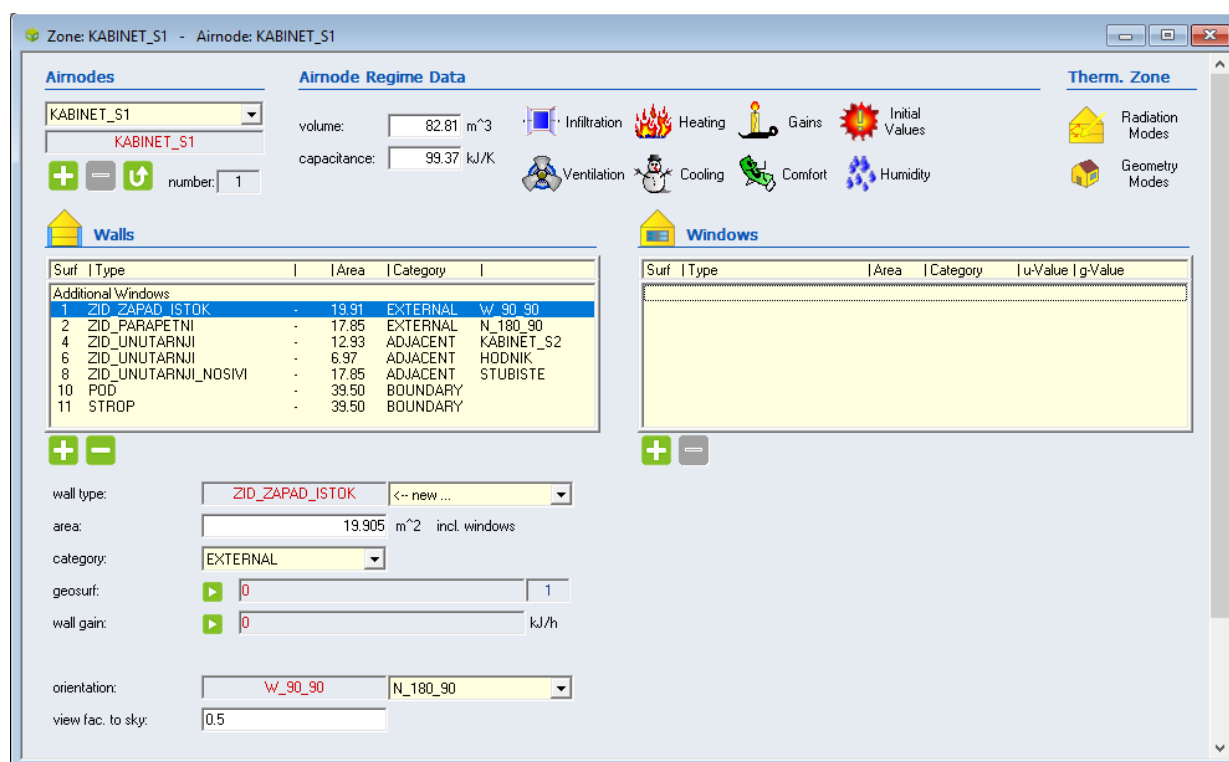 Zone: KABINET_S1 - Airnode: KABINET_S1
Airnodes
Airnode Regime Data
Therm. Zone
KABINET_S1
KABINET_S1
number: 1
volume: 82.81 m^3
capacitance: 99.37 kJ/K
Infiltration
Heating
Gains
Initial Values
Ventilation
Cooling
Comfort
Humidity
Radiation Modes
Geometry Modes
Walls
Surf | Type | | Area | Category |
Additional Windows
1 ZID_ZAPAD_ISTOK - 19.91 EXTERNAL W_90_90
2 ZID_PARAPETNI - 17.85 EXTERNAL N_180_90
4 ZID_UNUTARNJI - 12.93 ADJACENT KABINET_S2
6 ZID_UNUTARNJI - 6.97 ADJACENT HODNIK
8 ZID_UNUTARNJI_NOSIVI - 17.85 ADJACENT STUBISTE
10 POD - 39.50 BOUNDARY
11 STROP - 39.50 BOUNDARY
Windows
Surf | Type | Area | Category | u-Value | g-Value
wall type: ZID_ZAPAD_ISTOK <-- new ...
area: 19.905 m^2 incl. windows
category: EXTERNAL
geosurf: 0 1
wall gain: 0 kJ/h
orientation: W_90_90 N_180_90
view fac. to sky: 0.5